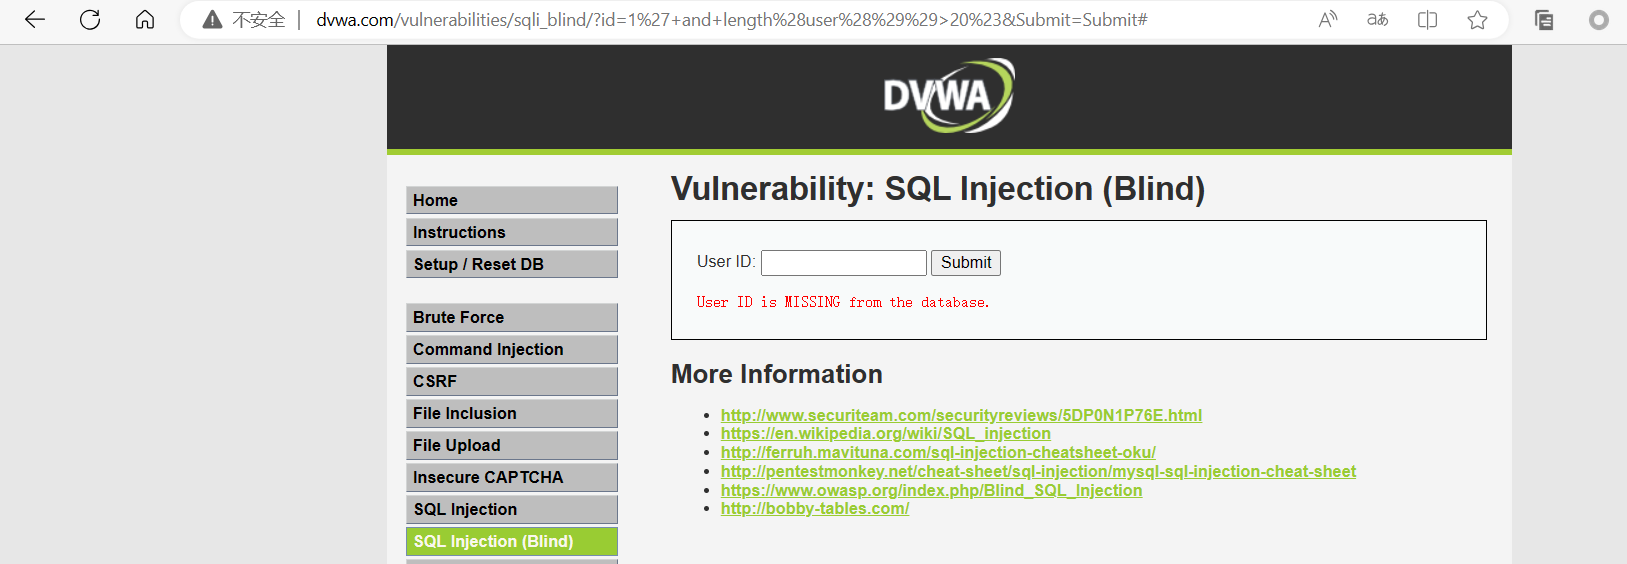 不安全 | dvwa.com/vulnerabilities/sqli_blind/?id=1%27+and+length%28user%28%29%29>20%23&Submit=Submit#
DVWA
Vulnerability: SQL Injection (Blind)
Home
Instructions
Setup / Reset DB
Brute Force
Command Injection
CSRF
File Inclusion
File Upload
Insecure CAPTCHA
SQL Injection
SQL Injection (Blind)
User ID: Submit
User ID is MISSING from the database.
More Information
http://www.securiteam.com/securityreviews/5DP0N1P76E.html
https://en.wikipedia.org/wiki/SQL_injection
http://ferruh.mavituna.com/sql-injection-cheatsheet-oku/
http://pentestmonkey.net/cheat-sheet/sql-injection/mysql-sql-injection-cheat-sheet
https://www.owasp.org/index.php/Blind_SQL_Injection
http://bobby-tables.com/